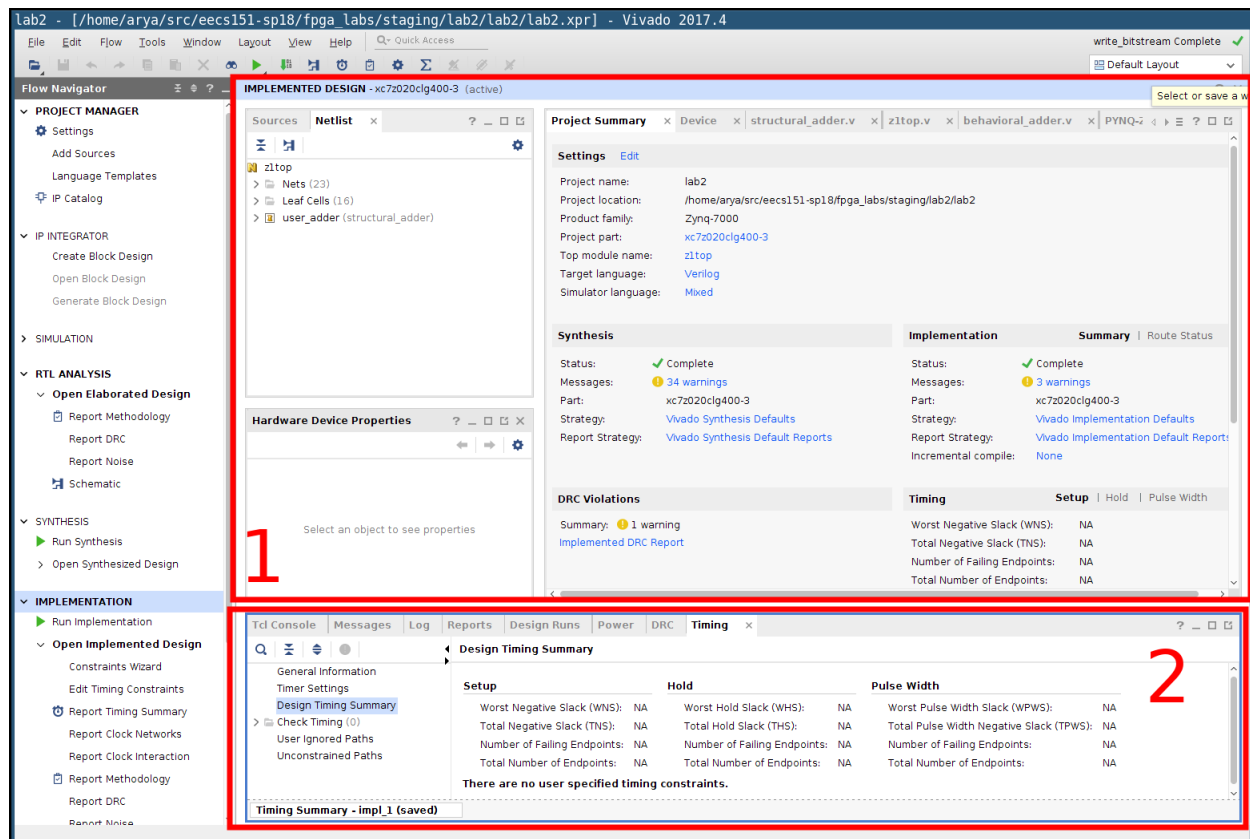 lab2 - [/home/arya/src/eecs151-sp18/fpga_labs/staging/lab2/lab2/lab2.xpr] - Vivado 2017.4
File Edit Flow Tools Window Layout View Help Quick Access
write_bitstream Complete
Default Layout
Flow Navigator
PROJECT MANAGER
Settings
Add Sources
Language Templates
IP Catalog
IP INTEGRATOR
Create Block Design
Open Block Design
Generate Block Design
SIMULATION
RTL ANALYSIS
Open Elaborated Design
Report Methodology
Report DRC
Report Noise
Schematic
SYNTHESIS
Run Synthesis
Open Synthesized Design
IMPLEMENTATION
Run Implementation
Open Implemented Design
Constraints Wizard
Edit Timing Constraints
Report Timing Summary
Report Clock Networks
Report Clock Interaction
Report Methodology
Report DRC
Report Noise
IMPLEMENTED DESIGN - xc7z020clg400-3 (active)
Select or save a w
Sources Netlist
z1top
Nets (23)
Leaf Cells (16)
user_adder (structural_adder)
Hardware Device Properties
Select an object to see properties
1
Project Summary Device structural_adder.v z1top.v behavioral_adder.v PYNQ-
Settings Edit
Project name: lab2
Project location: /home/arya/src/eecs151-sp18/fpga_labs/staging/lab2/lab2
Product family: Zynq-7000
Project part: xc7z020clg400-3
Top module name: z1top
Target language: Verilog
Simulator language: Mixed
Synthesis
Status: Complete
Messages: 34 warnings
Part: xc7z020clg400-3
Strategy: Vivado Synthesis Defaults
Report Strategy: Vivado Synthesis Default Reports
Implementation Summary | Route Status
Status: Complete
Messages: 3 warnings
Part: xc7z020clg400-3
Strategy: Vivado Implementation Defaults
Report Strategy: Vivado Implementation Default Reports
Incremental compile: None
DRC Violations
Summary: 1 warning
Implemented DRC Report
Timing Setup | Hold | Pulse Width
Worst Negative Slack (WNS): NA
Total Negative Slack (TNS): NA
Number of Failing Endpoints: NA
Total Number of Endpoints: NA
Tcl Console Messages Log Reports Design Runs Power DRC Timing
General Information
Timer Settings
Design Timing Summary
Check Timing (0)
User Ignored Paths
Unconstrained Paths
Design Timing Summary
Setup
Worst Negative Slack (WNS): NA
Total Negative Slack (TNS): NA
Number of Failing Endpoints: NA
Total Number of Endpoints: NA
Hold
Worst Hold Slack (WHS): NA
Total Hold Slack (THS): NA
Number of Failing Endpoints: NA
Total Number of Endpoints: NA
Pulse Width
Worst Pulse Width Slack (WPWS): NA
Total Pulse Width Negative Slack (TPWS): NA
Number of Failing Endpoints: NA
Total Number of Endpoints: NA
There are no user specified timing constraints.
2
Timing Summary - impl_1 (saved)